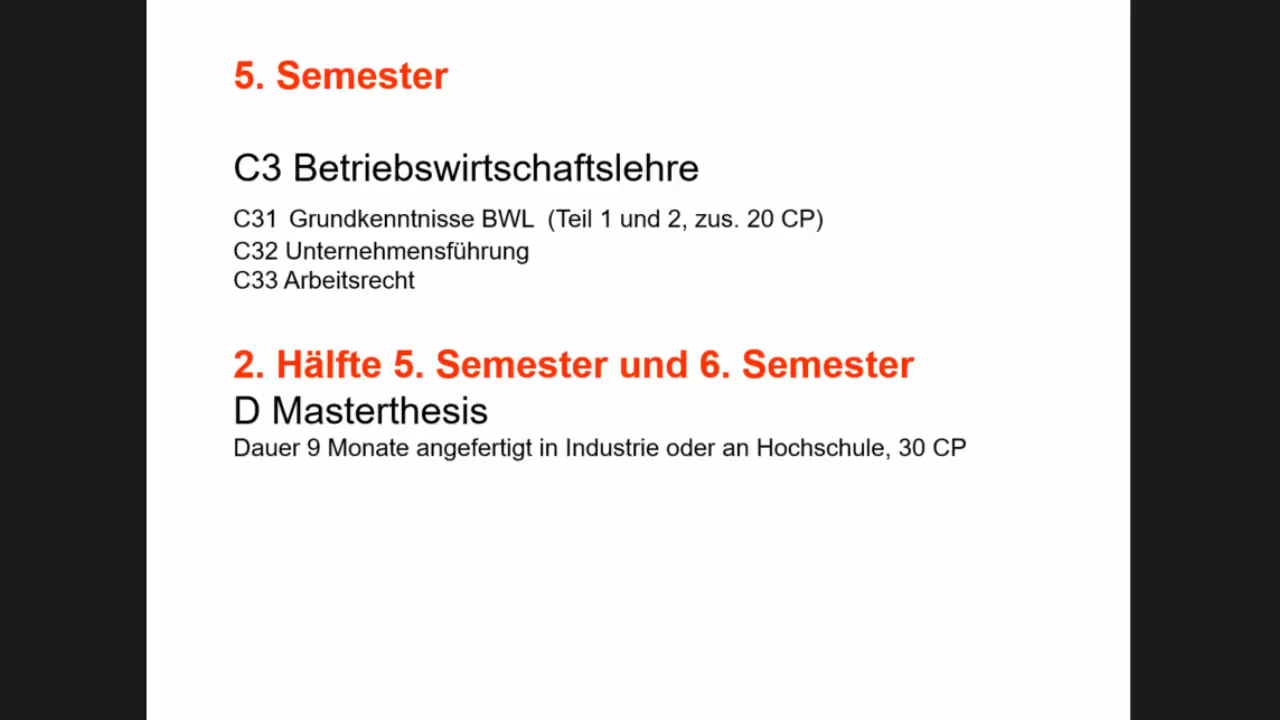 5. Semester
C3 Betriebswirtschaftslehre
C31 Grundkenntnisse BWL (Teil 1 und 2, zus. 20 CP)
C32 Unternehmensführung
C33 Arbeitsrecht
2. Hälfte 5. Semester und 6. Semester
D Masterthesis
Dauer 9 Monate angefertigt in Industrie oder an Hochschule, 30 CP